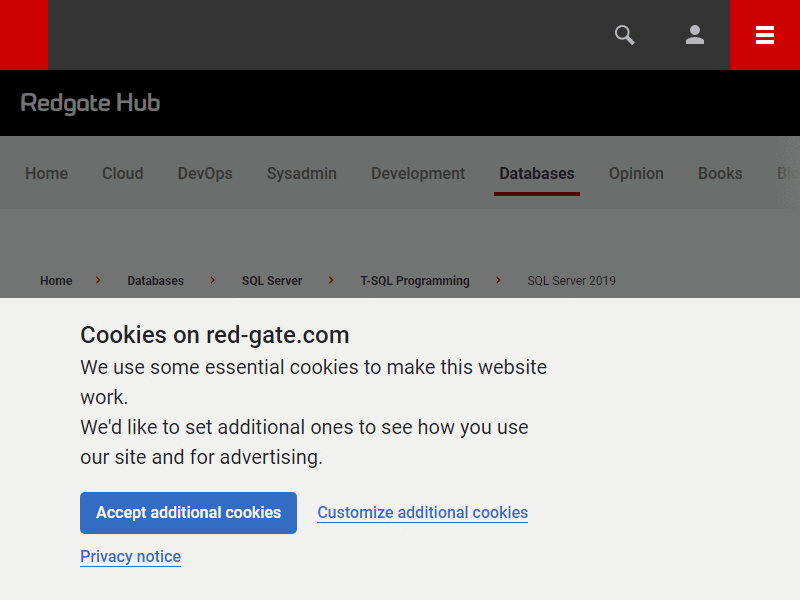 Redgate Hub
Home Cloud DevOps Sysadmin Development Databases Opinion Books
Home Databases SQL Server T-SQL Programming SQL Server 2019
Cookies on red-gate.com
We use some essential cookies to make this website
work.
We'd like to set additional ones to see how you use
our site and for advertising.
Accept additional cookies Customize additional cookies
Privacy notice